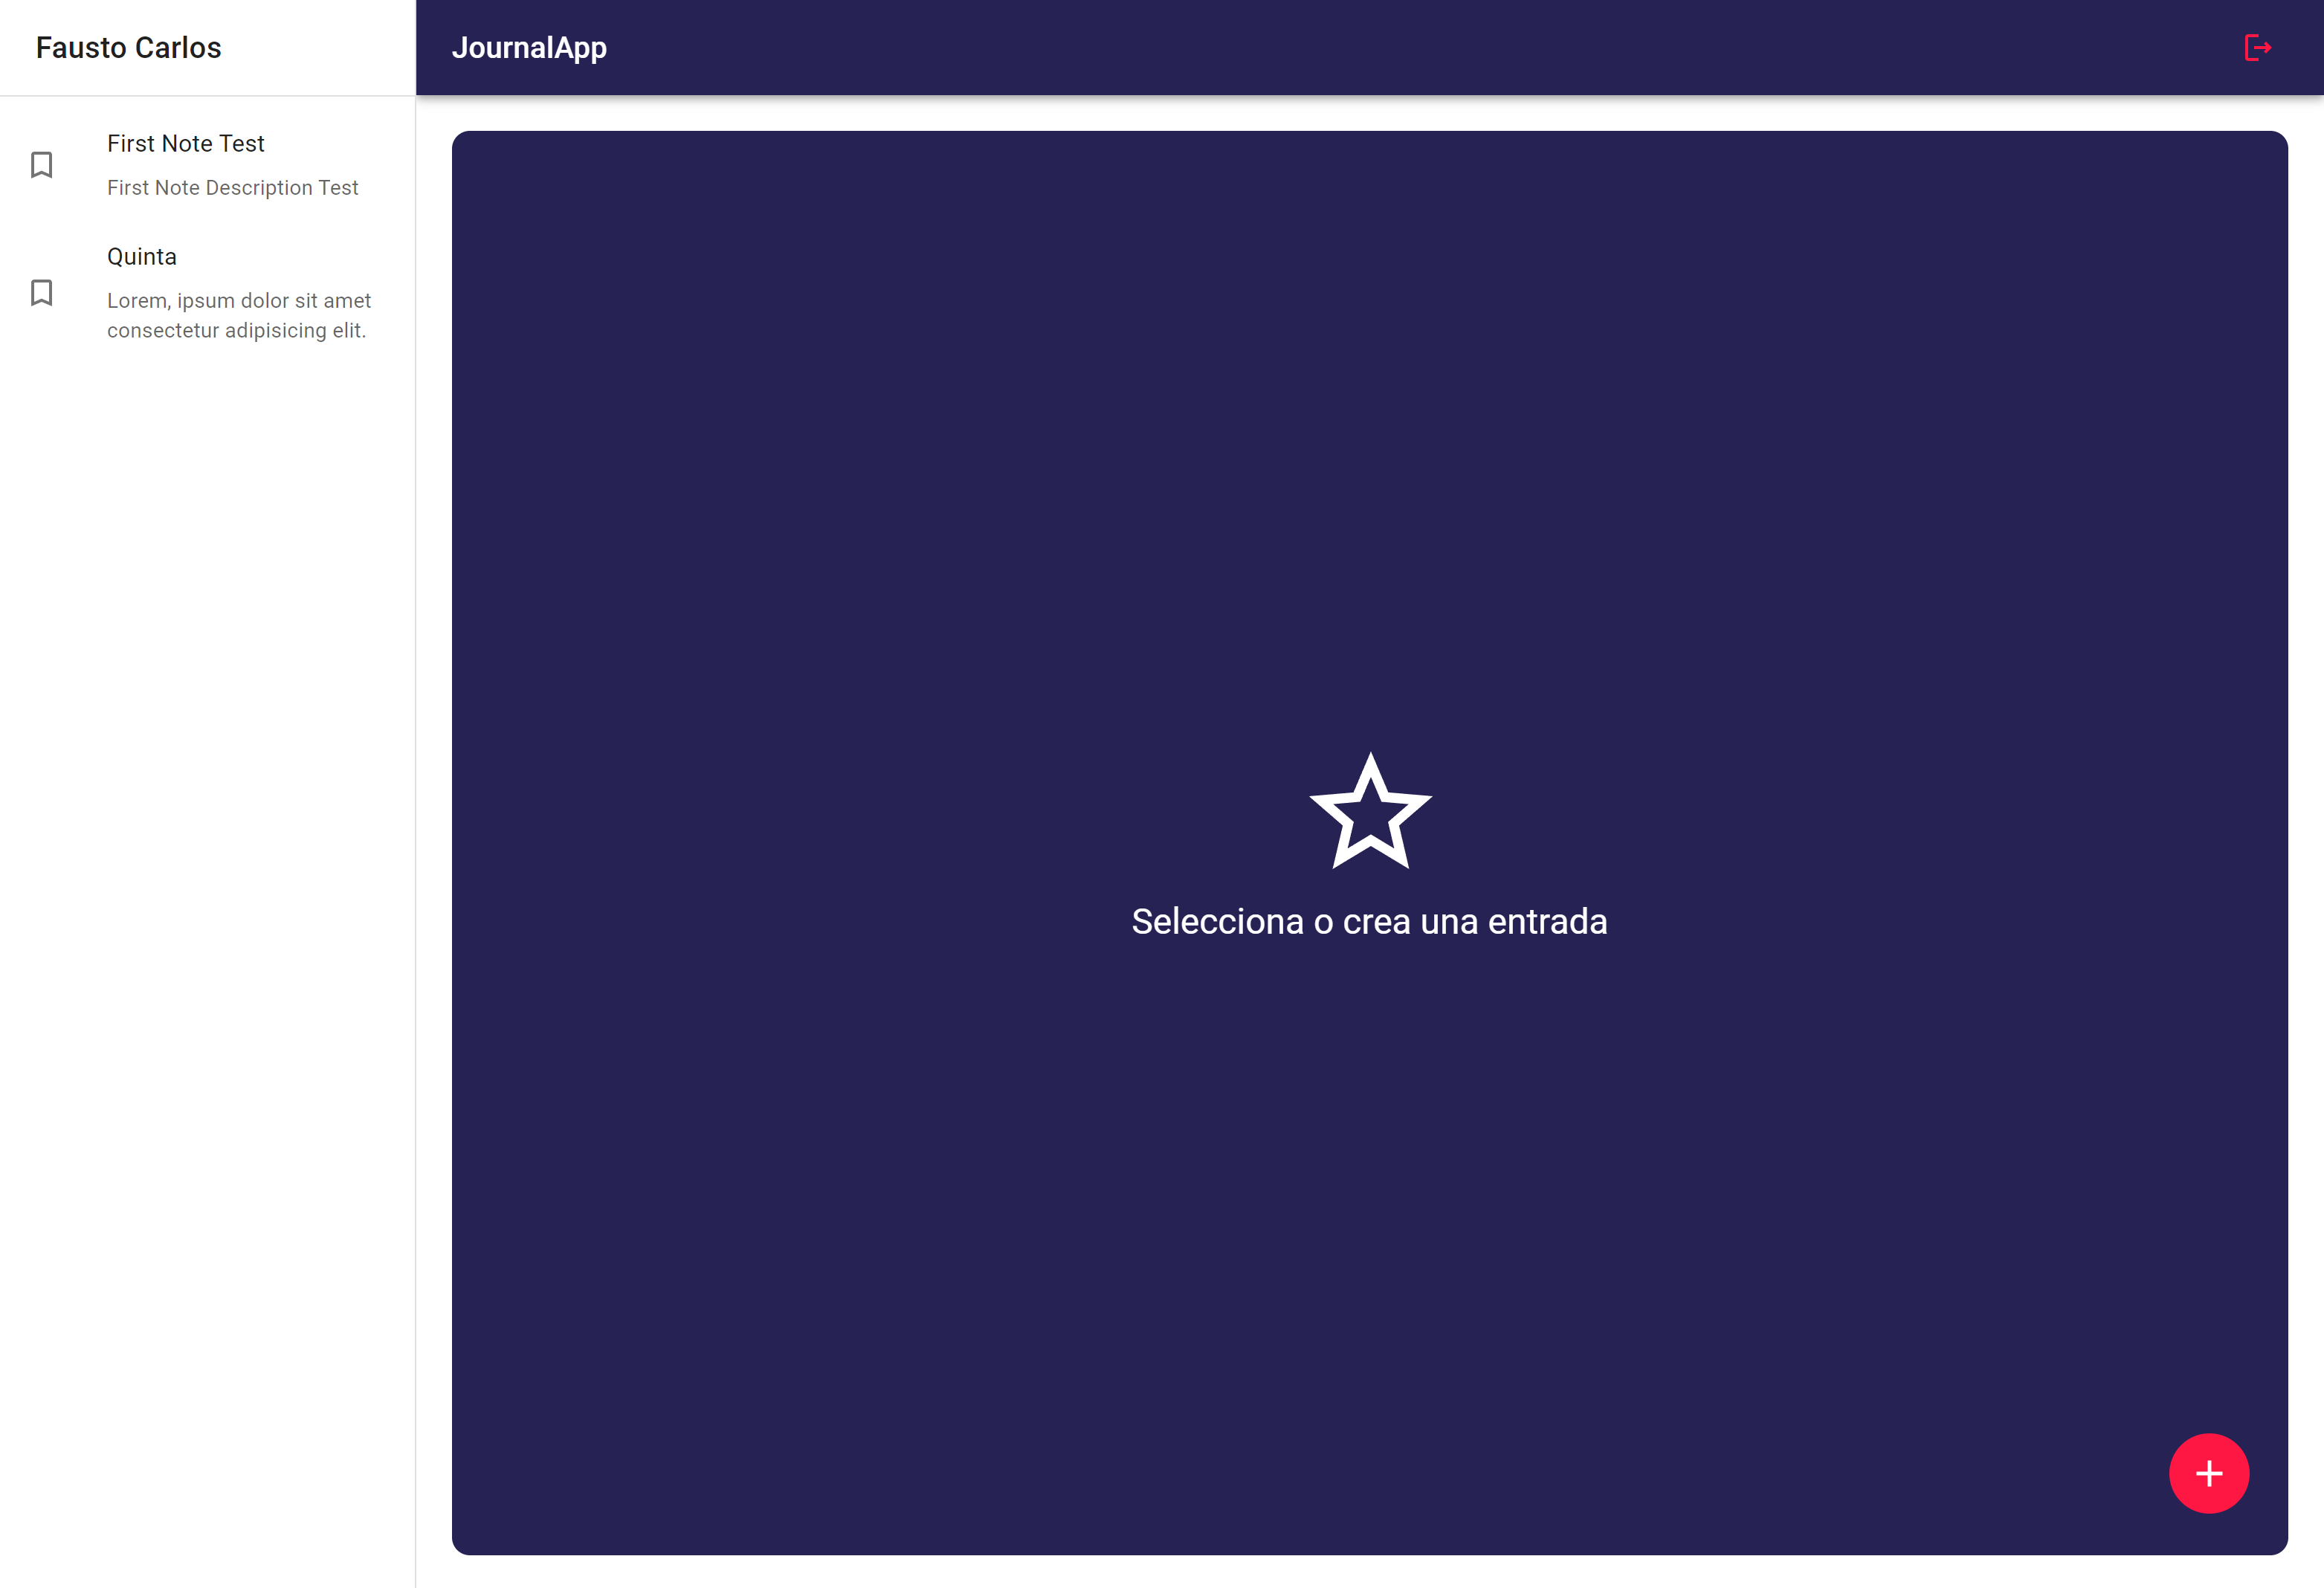 Fausto Carlos
JournalApp
First Note Test
First Note Description Test
Quinta
Lorem, ipsum dolor sit amet
consectetur adipisicing elit.
Selecciona o crea una entrada